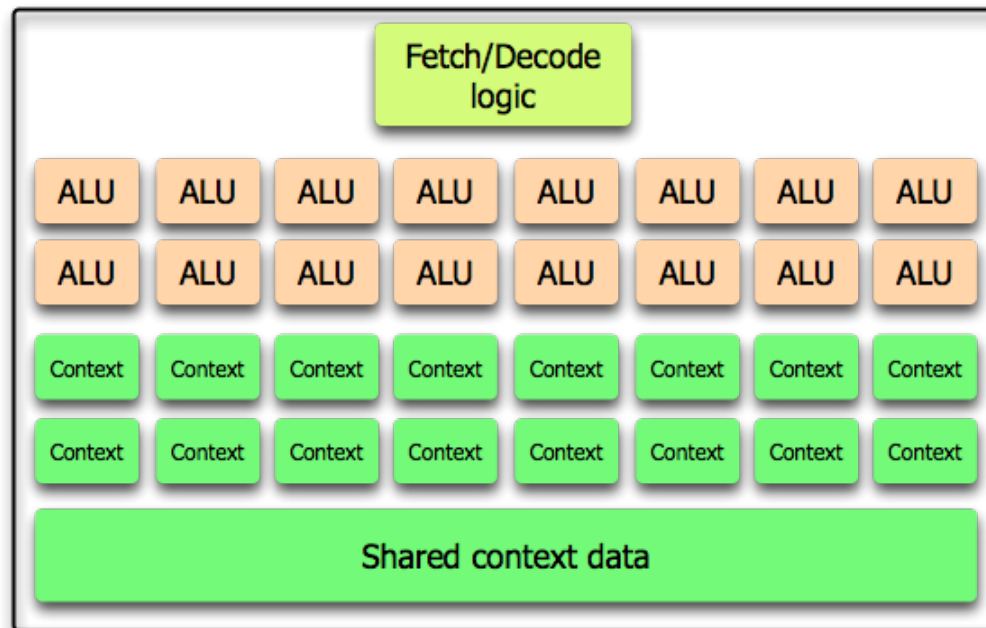 Fetch/Decode
logic
ALU ALU ALU ALU ALU ALU ALU ALU
ALU ALU ALU ALU ALU ALU ALU ALU
Context Context Context Context Context Context Context Context
Context Context Context Context Context Context Context Context
Shared context data